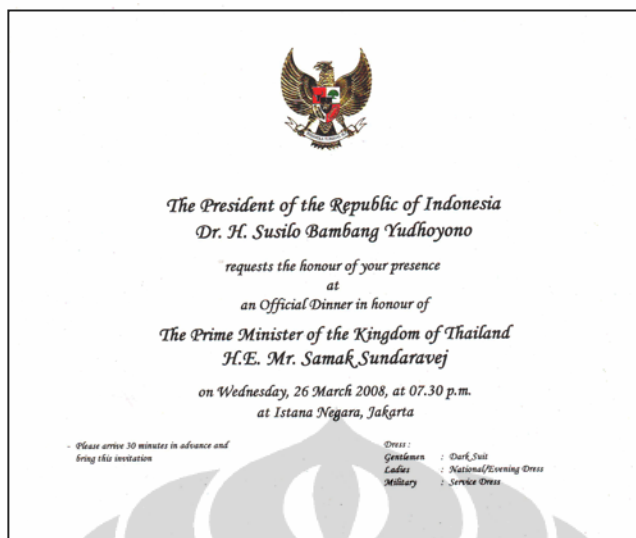 The President of the Republic of Indonesia
Dr. H. Susilo Bambang Yudhoyono
requests the honour of your presence
at
an Official Dinner in honour of
The Prime Minister of the Kingdom of Thailand
H.E. Mr. Samak Sundaravej
on Wednesday, 26 March 2008, at 07.30 p.m.
at Istana Negara, Jakarta
- Please arrive 30 minutes in advance and
bring this invitation
Dress :
Gentlemen : Dark Suit
Ladies : National/Evening Dress
Military : Service Dress